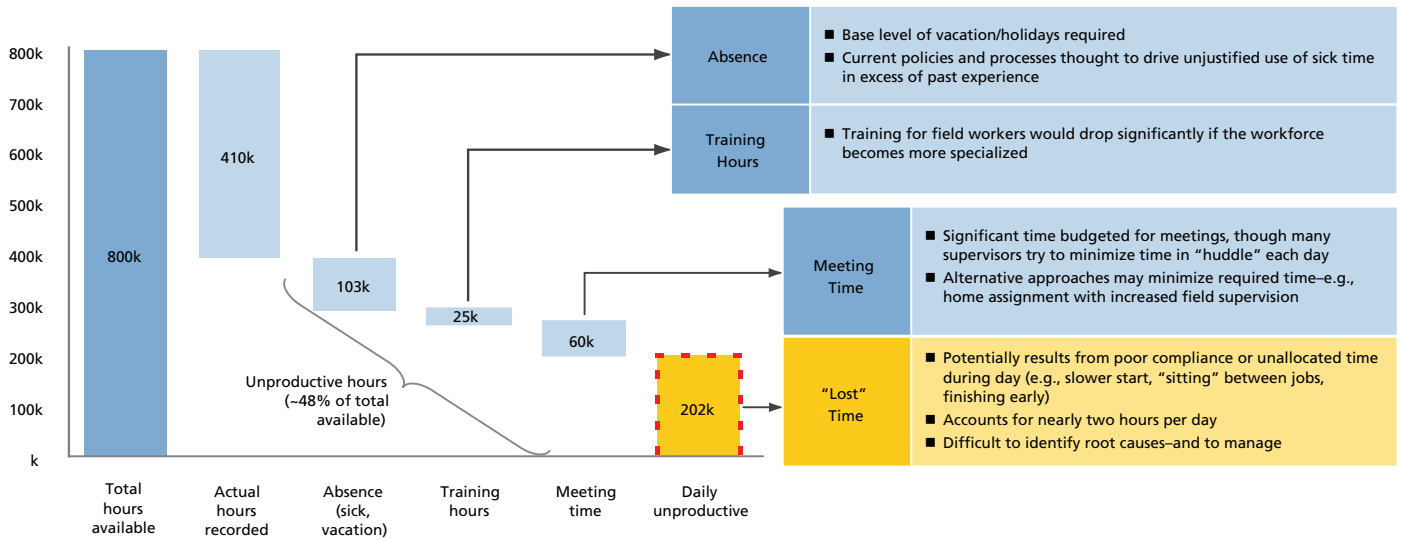 800k
700k
600k
500k
400k
300k
200k
100k
k
800k
410k
103k
25k
60k
202k
Unproductive hours
(~48% of total
available)
Total
hours
available
Actual
hours
recorded
Absence
(sick,
vacation)
Training
hours
Meeting
time
Daily
unproductive
Absence
■ Base level of vacation/holidays required
■ Current policies and processes thought to drive unjustified use of sick time
in excess of past experience
Training
Hours
■ Training for field workers would drop significantly if the workforce
becomes more specialized
Meeting
Time
■ Significant time budgeted for meetings, though many
supervisors try to minimize time in “huddle” each day
■ Alternative approaches may minimize required time–e.g.,
home assignment with increased field supervision
“Lost”
Time
■ Potentially results from poor compliance or unallocated time
during day (e.g., slower start, “sitting” between jobs,
finishing early)
■ Accounts for nearly two hours per day
■ Difficult to identify root causes–and to manage